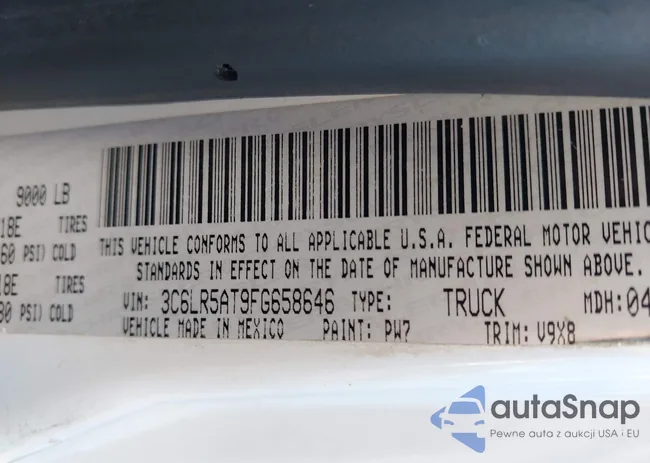 9000 LB
18E TIRES
60 PSI) COLD
THIS VEHICLE CONFORMS TO ALL APPLICABLE U.S.A. FEDERAL MOTOR VEHIC
18E TIRES
STANDARDS IN EFFECT ON THE DATE OF MANUFACTURE SHOWN ABOVE.
80 PSI) COLD
VIN: 3C6LR5AT9FG658646 TYPE: TRUCK MDH: 04
VEHICLE MADE IN MEXICO PAINT: PW7 TRIM: V9X8
autaSnap
Pewne auta z aukcji USA i EU